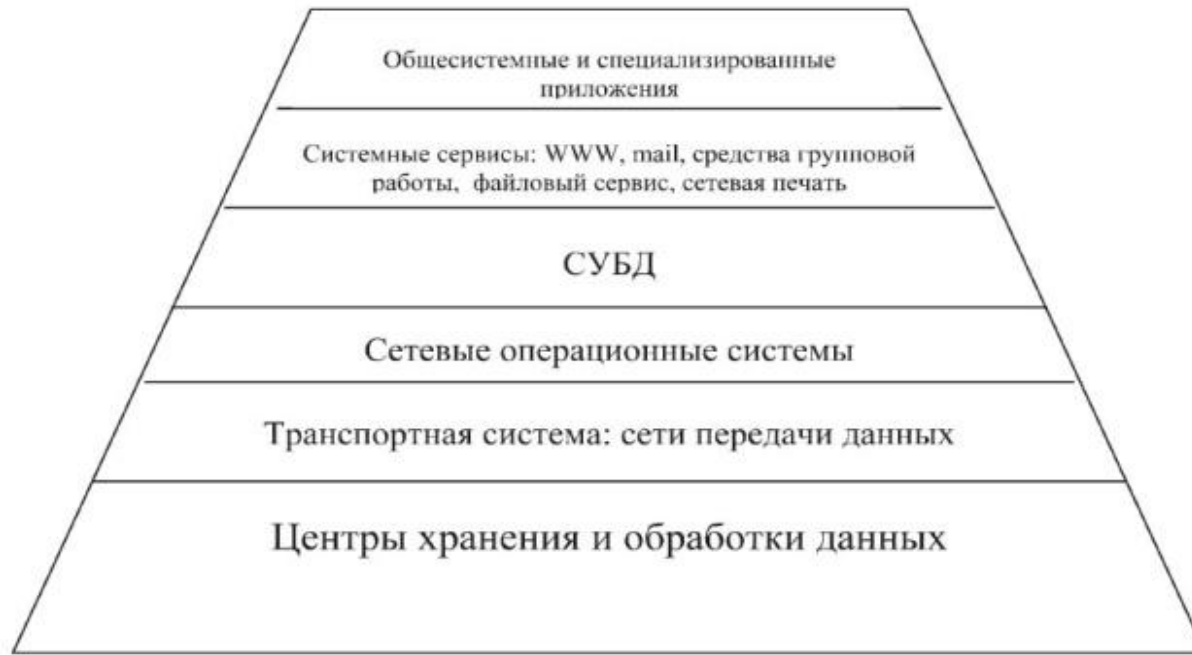 Общесистемные и специализированные
приложения
Системные сервисы: WWW, mail, средства групповой
работы, файловый сервис, сетевая печать
СУБД
Сетевые операционные системы
Транспортная система: сети передачи данных
Центры хранения и обработки данных